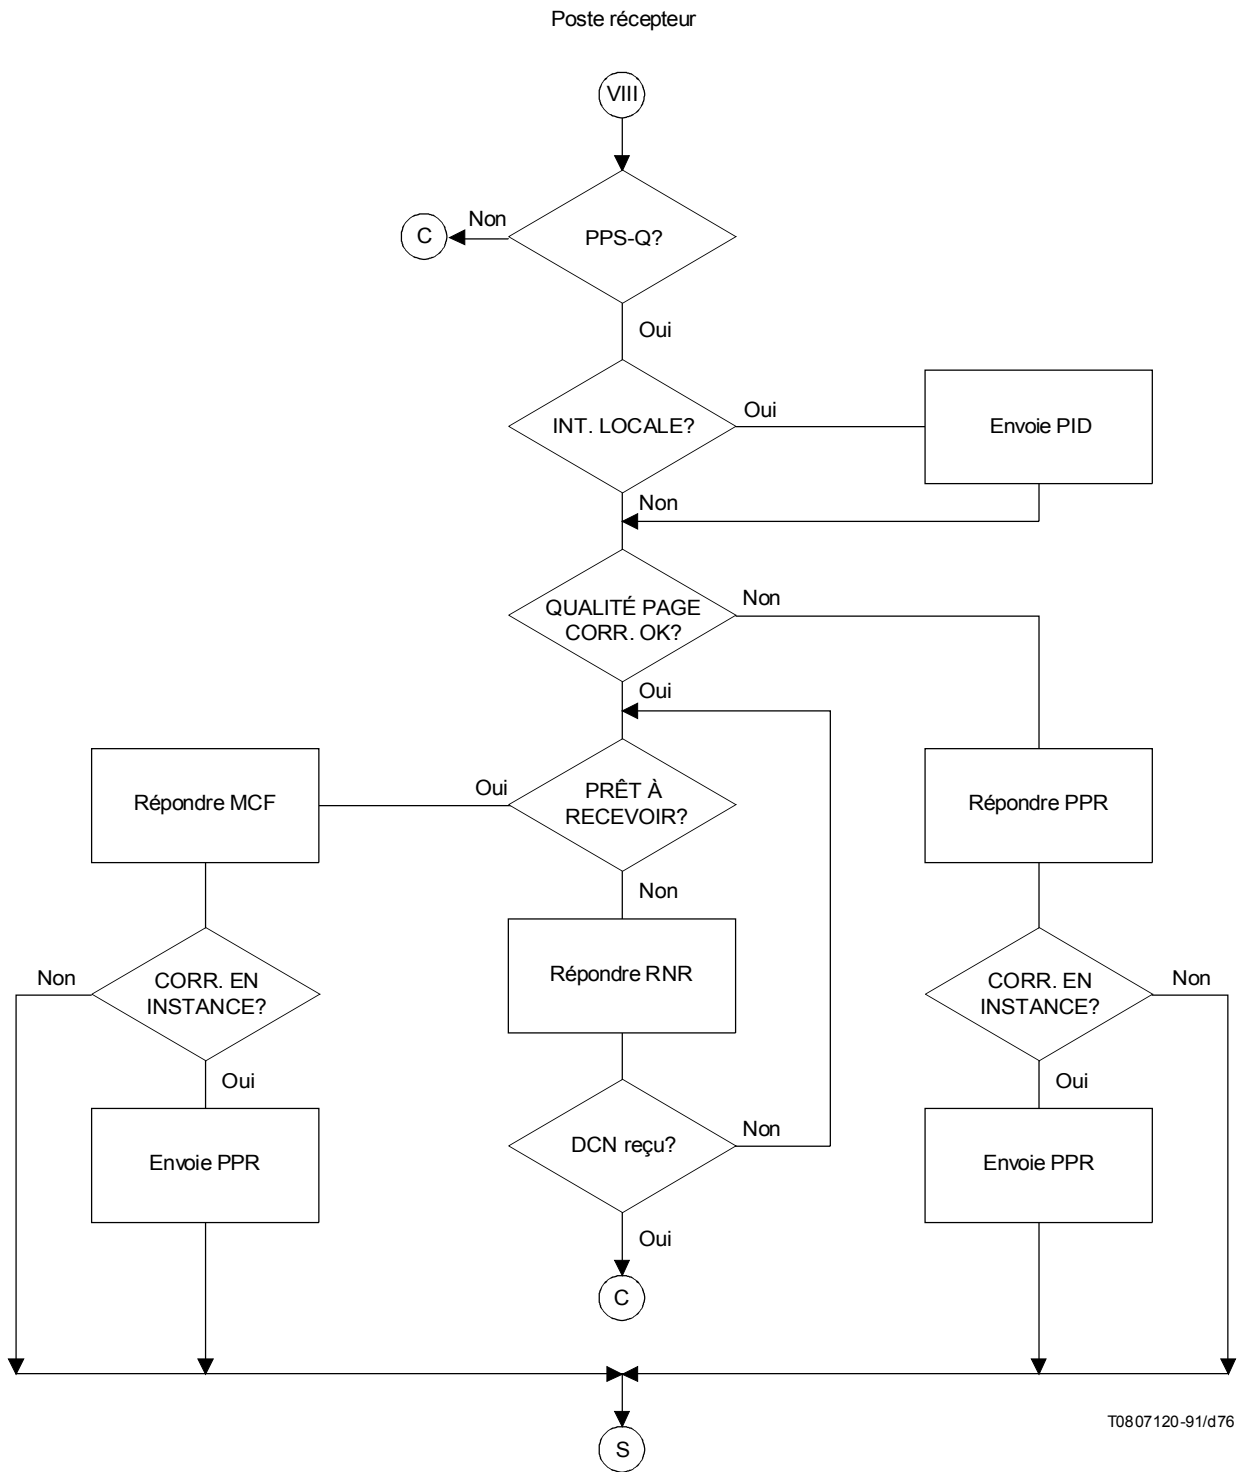 Poste récepteur
VIII
C
Non
PPS-Q?
Oui
INT. LOCALE?
Oui
Envoie PID
Non
QUALITÉ PAGE
CORR. OK?
Non
Oui
Répondre MCF
Oui
PRÊT À
RECEVOIR?
Répondre PPR
Non
Répondre RNR
Non
CORR. EN
INSTANCE?
CORR. EN
INSTANCE?
Non
Oui
Oui
Envoie PPR
DCN reçu?
Non
Envoie PPR
Oui
C
T0807120-91/d76
S